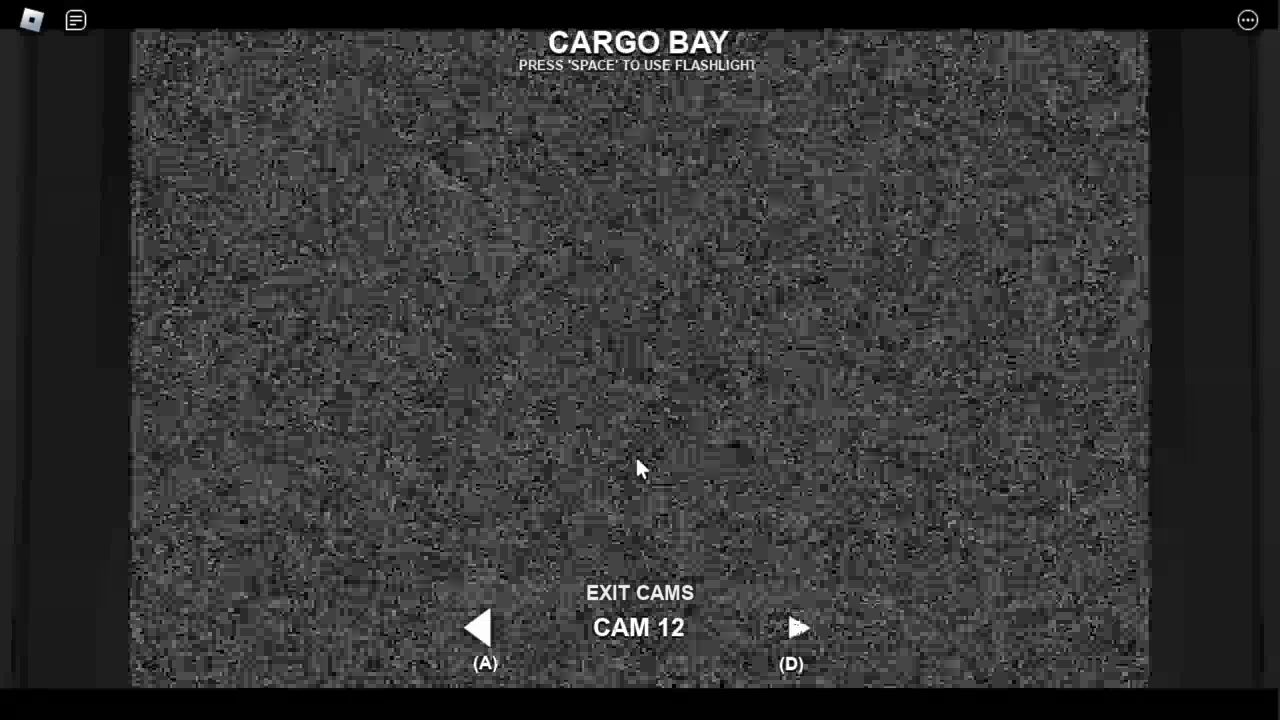 CARGO BAY
PRESS 'SPACE' TO USE FLASHLIGHT
EXIT CAMS
CAM 12
(A)
(D)